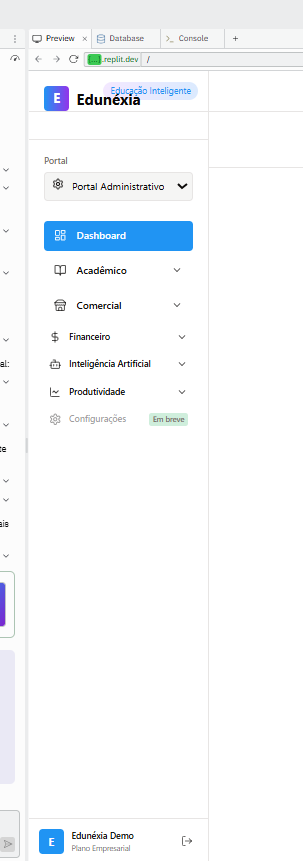 Preview
Database
Console
.replit.dev /
Educação Inteligente
E Edunéxia
Portal
Portal Administrativo
Dashboard
Acadêmico
Comercial
Financeiro
Inteligência Artificial
al:
Produtividade
Configurações Em breve
te
ais
E Edunéxia Demo
Plano Empresarial